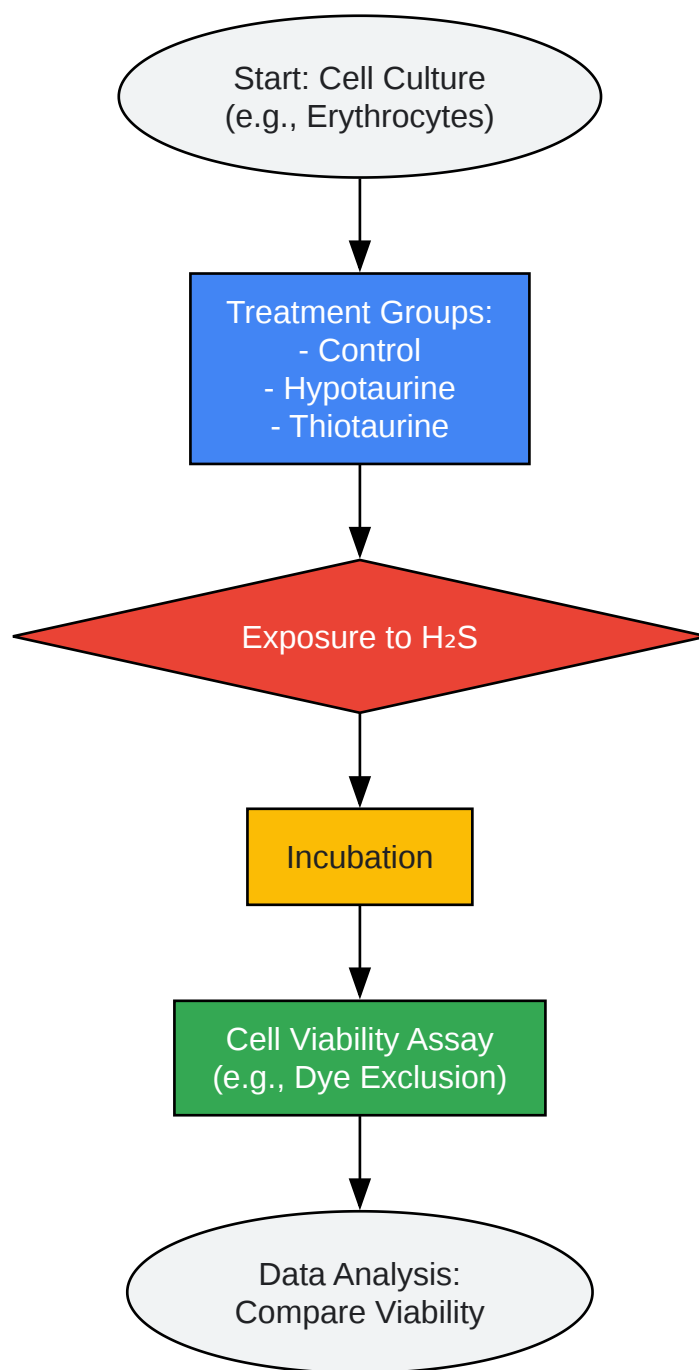 Start: Cell Culture
(e.g., Erythrocytes)
Treatment Groups:
- Control
- Hypotaurine
- Thiotaurine
Exposure to H₂S
Incubation
Cell Viability Assay
(e.g., Dye Exclusion)
Data Analysis:
Compare Viability